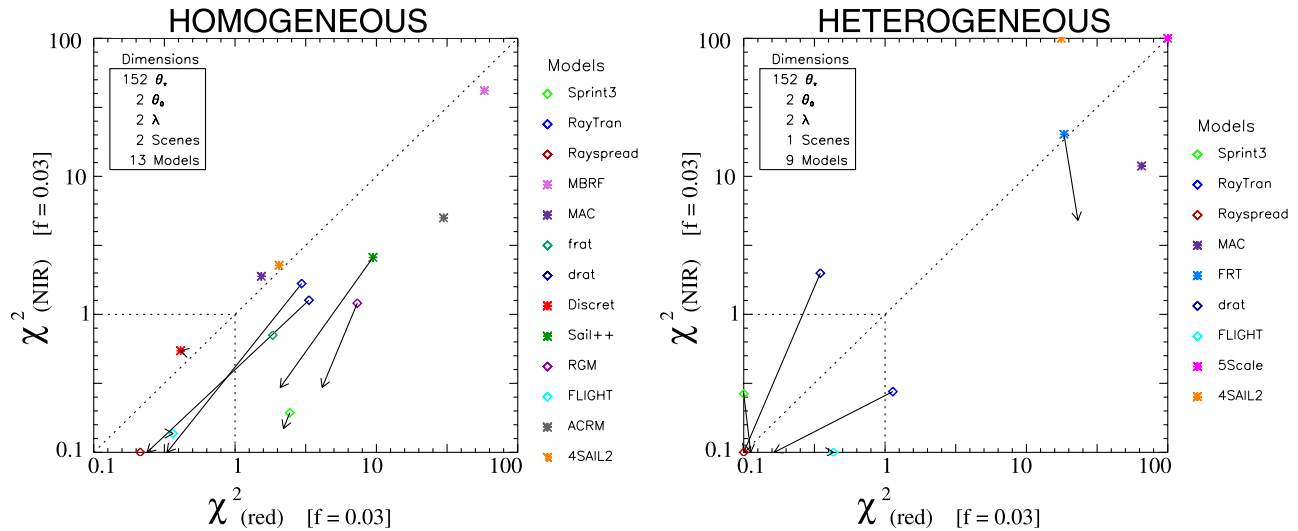 HOMOGENEOUS
100
10
1
0.1
0.1 1 10 100
χ² (NIR) [f = 0.03]
χ² (red) [f = 0.03]
Dimensions
152 θᵥ
2 θ₀
2 λ
2 Scenes
13 Models
Models
Sprint3
RayTran
Rayspread
MBRF
MAC
frat
drat
Discret
Sail++
RGM
FLIGHT
ACRM
4SAIL2
HETEROGENEOUS
100
10
1
0.1
0.1 1 10 100
χ² (NIR) [f = 0.03]
χ² (red) [f = 0.03]
Dimensions
152 θᵥ
2 θ₀
2 λ
1 Scenes
9 Models
Models
Sprint3
RayTran
Rayspread
MAC
FRT
drat
FLIGHT
5Scale
4SAIL2